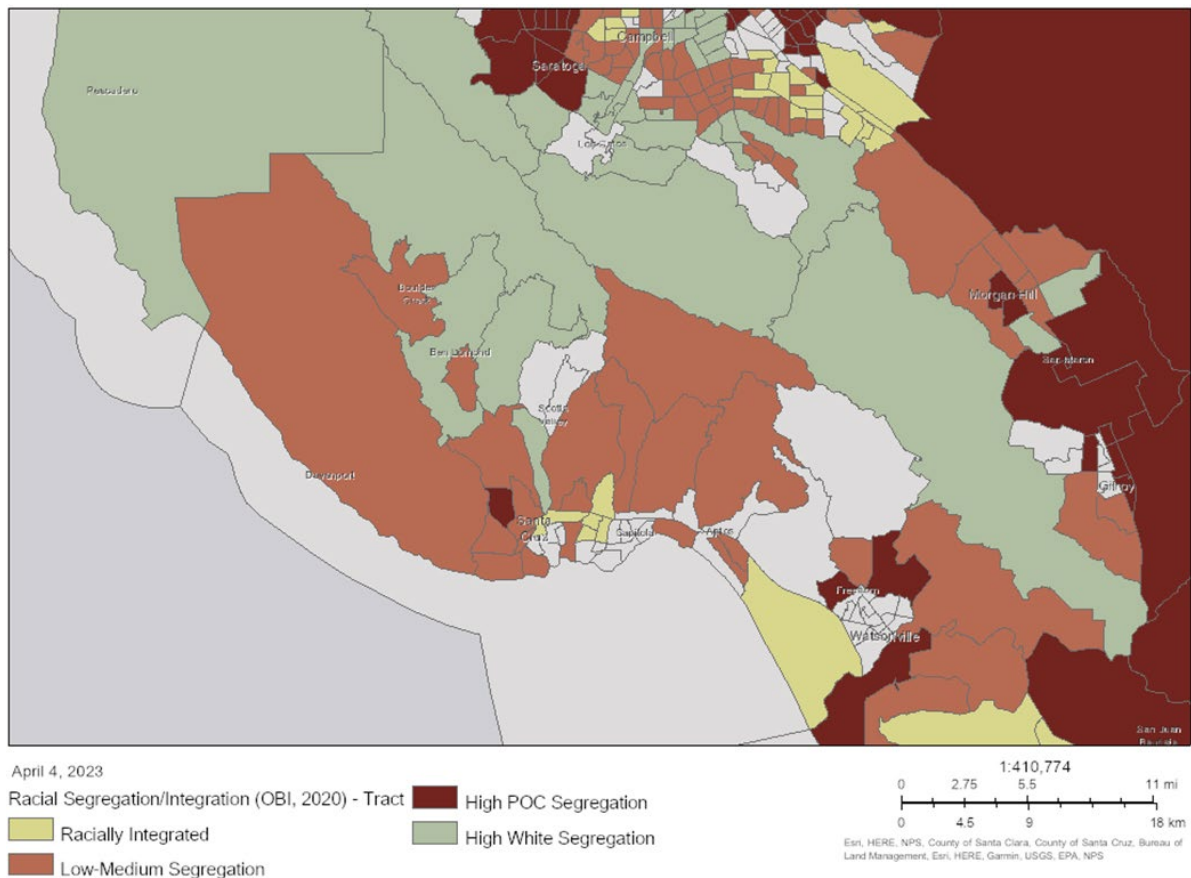 Campbel
Saratoga
Pescadero
Los Gatos
Boulder
Creek
Morgan Hill
Ben Lomond
San Martin
Scotts
Valley
Davenport
Gilroy
Santa
Cruz
Capitola
Aptos
Freedom
Watsonville
San Juan
Bautista
April 4, 2023
Racial Segregation/Integration (OBI, 2020) - Tract
Racially Integrated
Low-Medium Segregation
High POC Segregation
High White Segregation
1:410,774
0 2.75 5.5 11 mi
0 4.5 9 18 km
Esri, HERE, NPS, County of Santa Clara, County of Santa Cruz, Bureau of
Land Management, Esri, HERE, Garmin, USGS, EPA, NPS